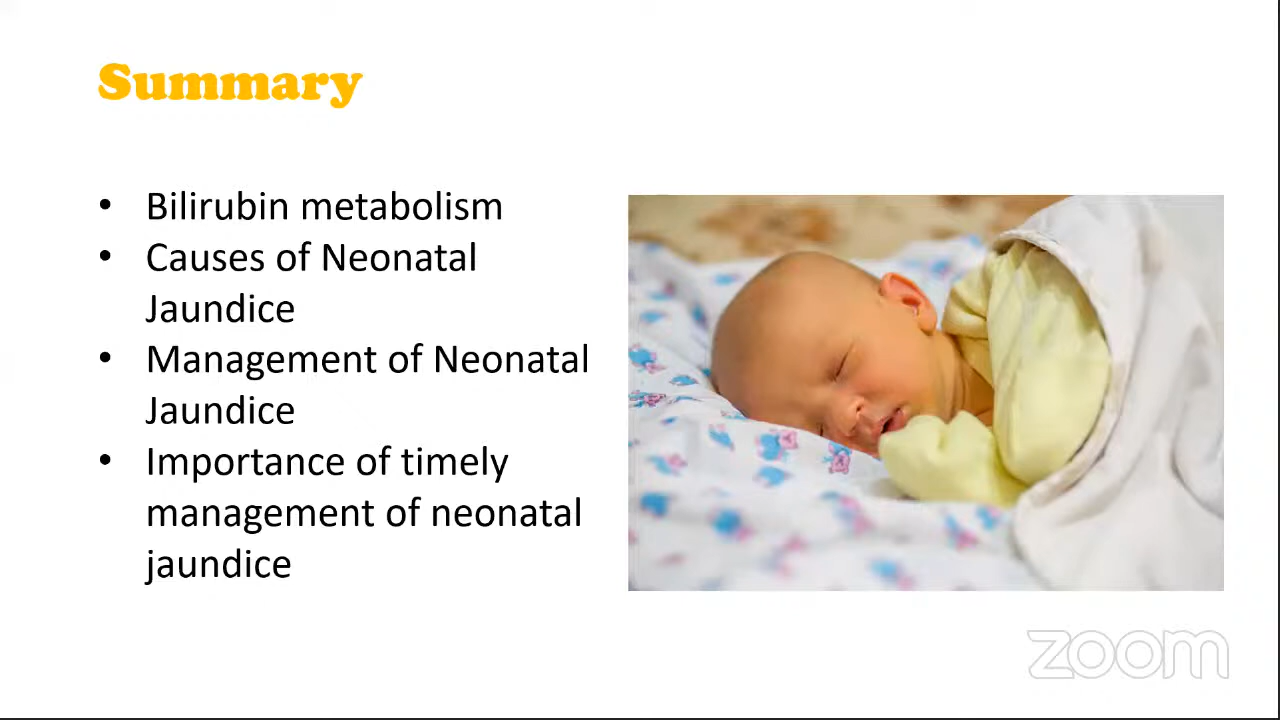 Summary
• Bilirubin metabolism
• Causes of Neonatal
Jaundice
• Management of Neonatal
Jaundice
• Importance of timely
management of neonatal
jaundice
zoom